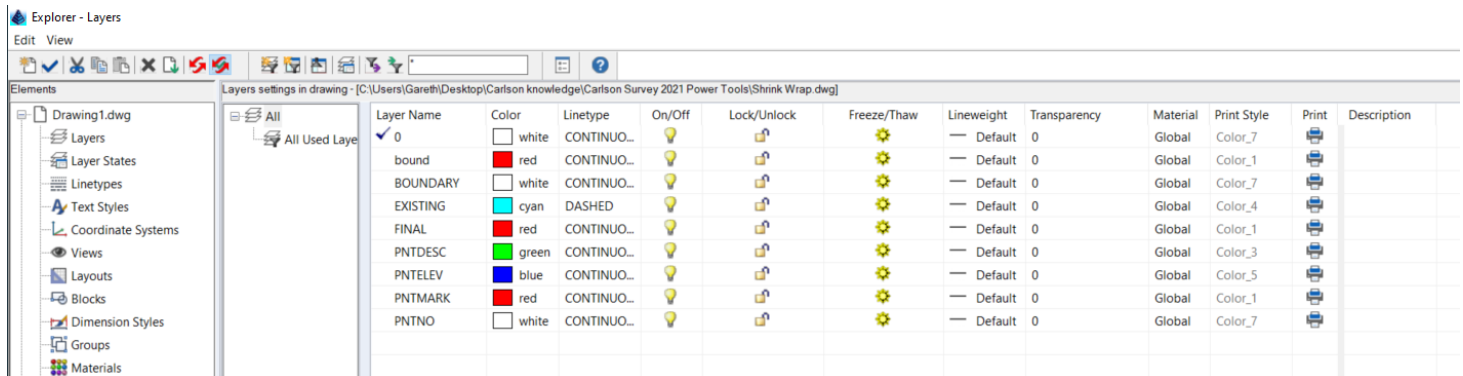 Explorer - Layers
Edit View
*
Elements
Layers settings in drawing - [C:\Users\Gareth\Desktop\Carlson knowledge\Carlson Survey 2021 Power Tools\Shrink Wrap.dwg]
Drawing1.dwg
Layers
Layer States
Linetypes
Text Styles
Coordinate Systems
Views
Layouts
Blocks
Dimension Styles
Groups
Materials
All
All Used Laye
Layer Name Color Linetype On/Off Lock/Unlock Freeze/Thaw Lineweight Transparency Material Print Style Print Description
0 white CONTINUO... Default 0 Global Color_7
bound red CONTINUO... Default 0 Global Color_1
BOUNDARY white CONTINUO... Default 0 Global Color_7
EXISTING cyan DASHED Default 0 Global Color_4
FINAL red CONTINUO... Default 0 Global Color_1
PNTDESC green CONTINUO... Default 0 Global Color_3
PNTELEV blue CONTINUO... Default 0 Global Color_5
PNTMARK red CONTINUO... Default 0 Global Color_1
PNTNO white CONTINUO... Default 0 Global Color_7